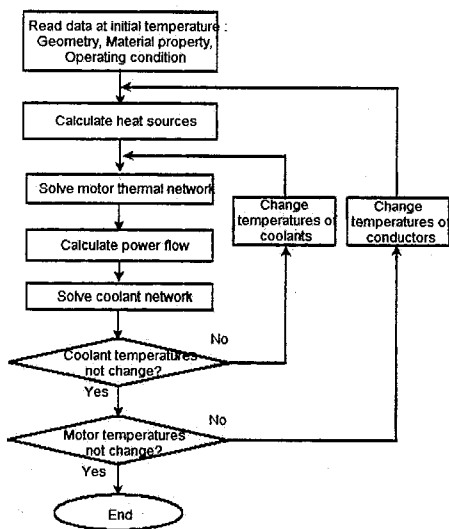 Read data at initial temperature :
Geometry, Material property,
Operating condition
Calculate heat sources
Solve motor thermal network
Calculate power flow
Solve coolant network
Change
temperatures of
coolants
Change
temperatures of
conductors
Coolant temperatures
not change?
No
Yes
Motor temperatures
not change?
No
Yes
End